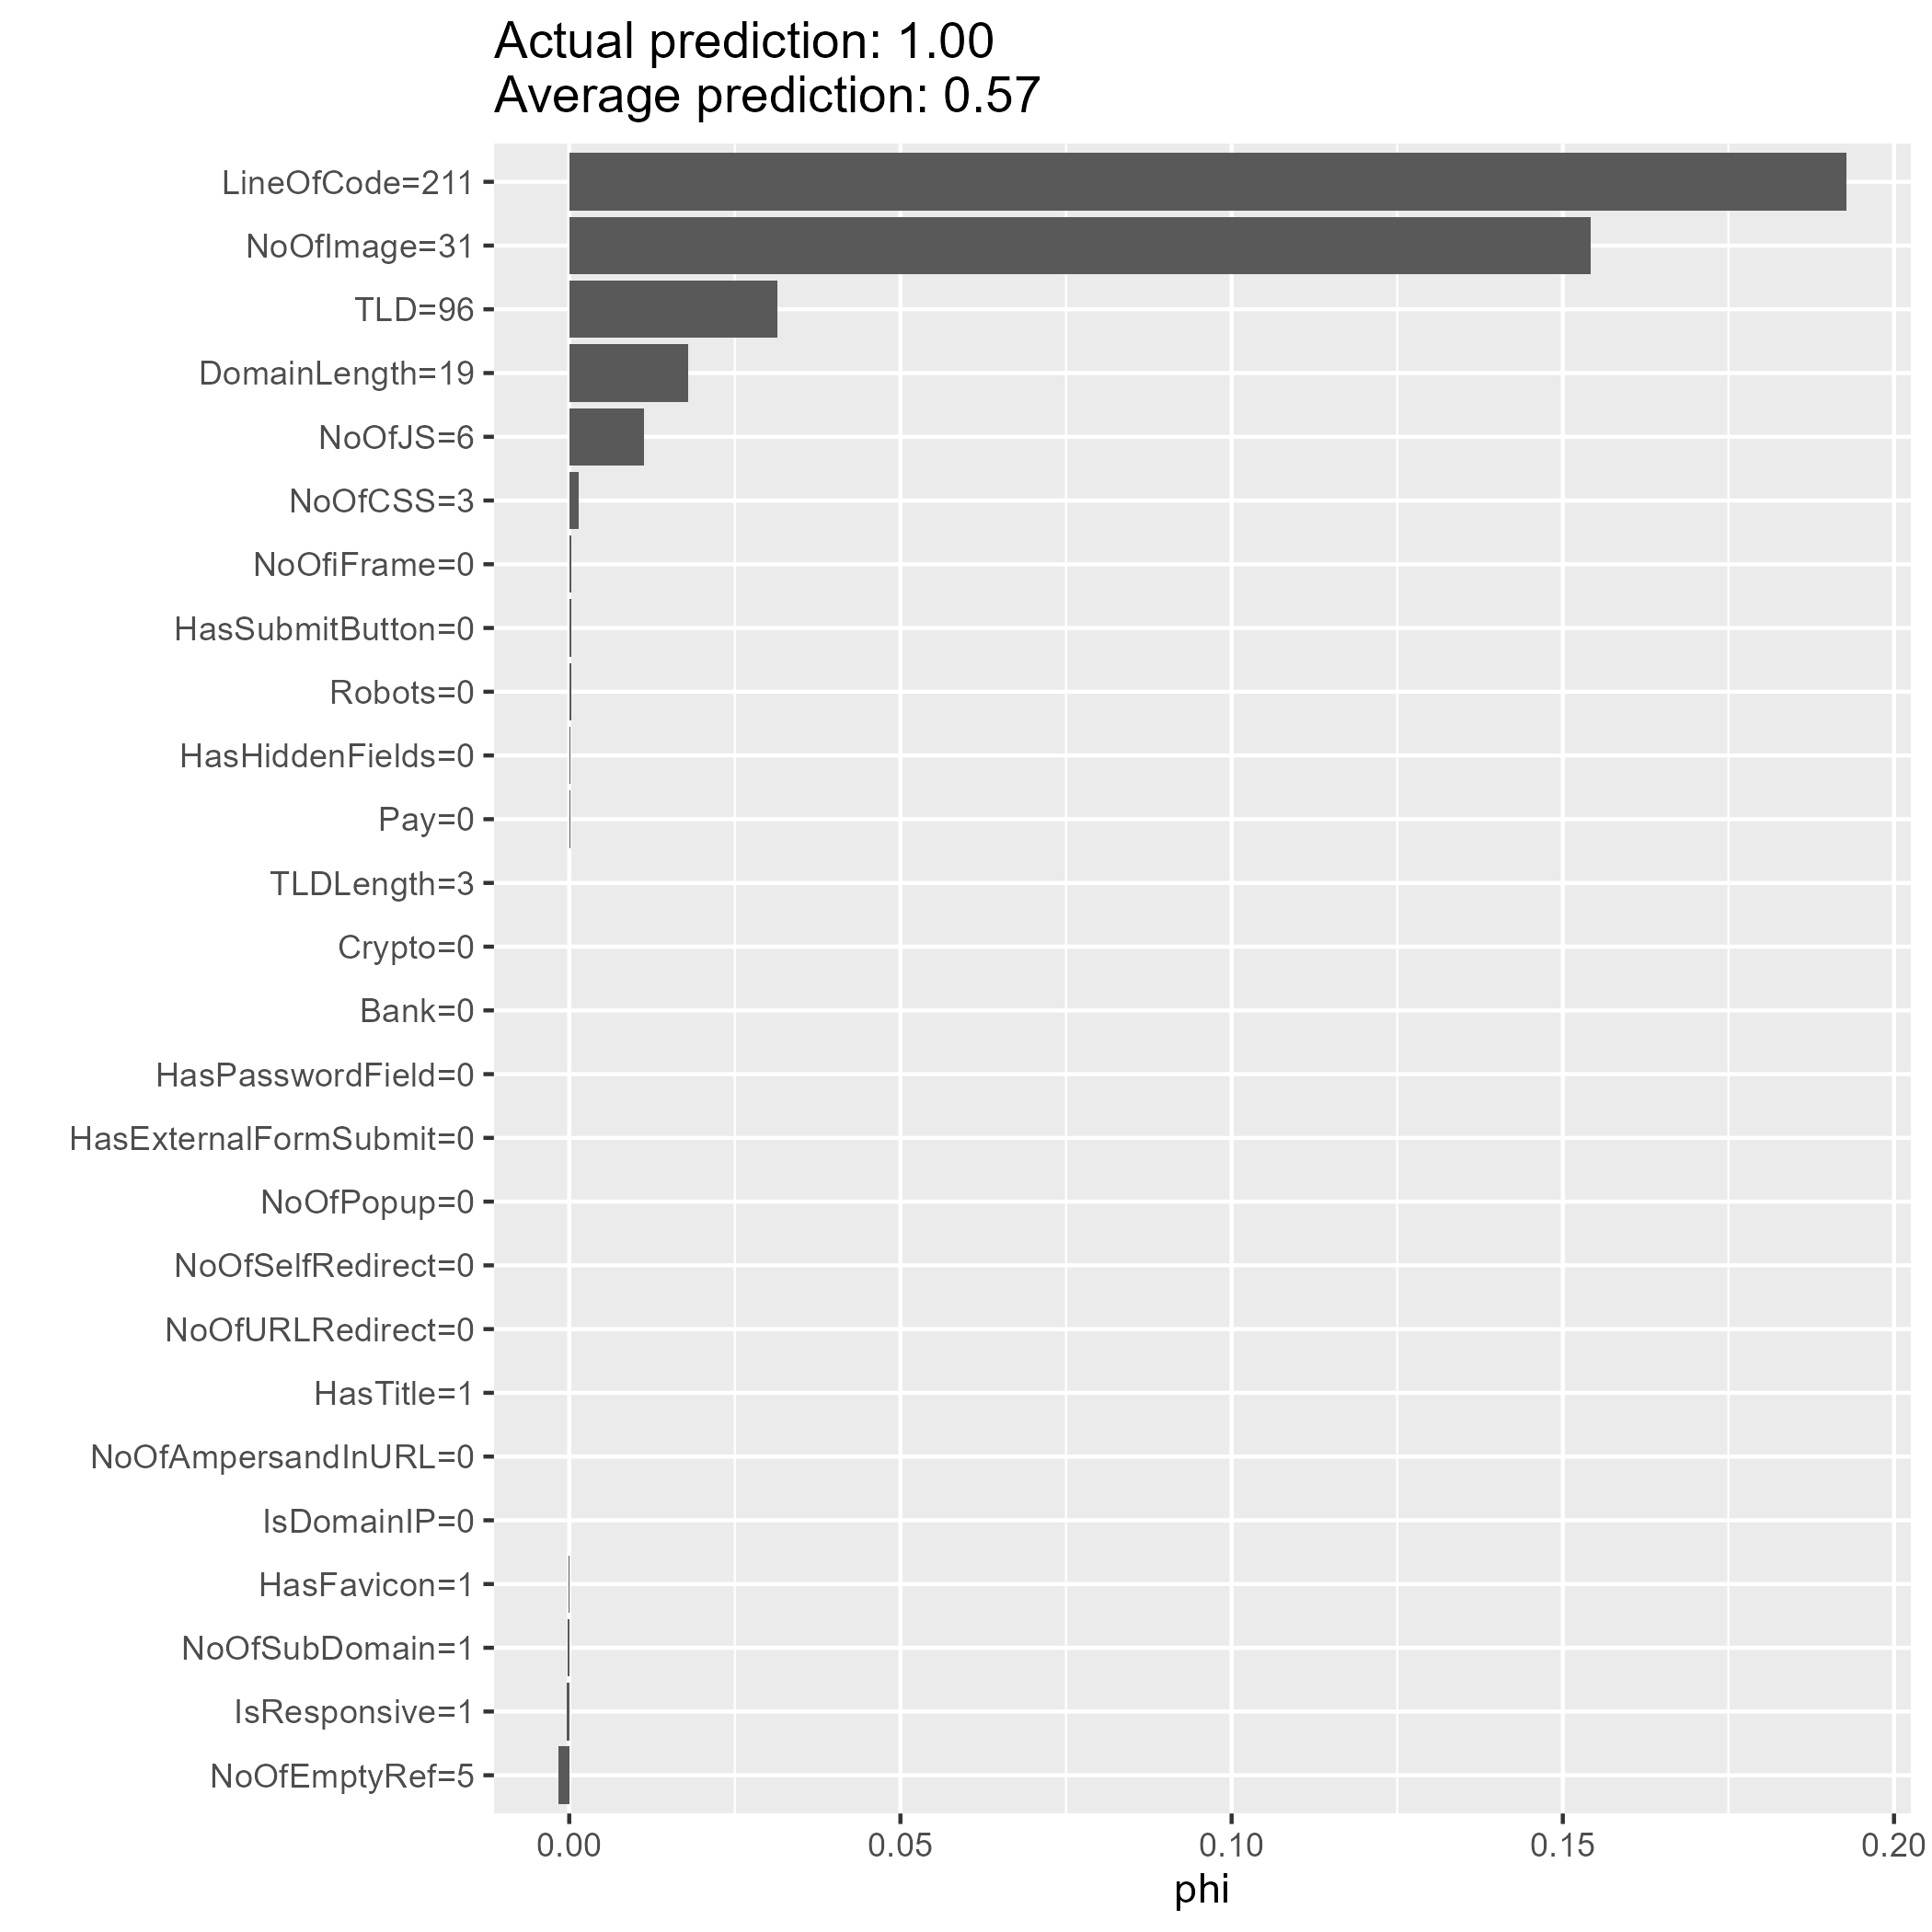 Actual prediction: 1.00
Average prediction: 0.57
LineOfCode=211
NoOfImage=31
TLD=96
DomainLength=19
NoOfJS=6
NoOfCSS=3
NoOfiFrame=0
HasSubmitButton=0
Robots=0
HasHiddenFields=0
Pay=0
TLDLength=3
Crypto=0
Bank=0
HasPasswordField=0
HasExternalFormSubmit=0
NoOfPopup=0
NoOfSelfRedirect=0
NoOfURLRedirect=0
HasTitle=1
NoOfAmpersandInURL=0
IsDomainIP=0
HasFavicon=1
NoOfSubDomain=1
IsResponsive=1
NoOfEmptyRef=5
0.00 0.05 0.10 0.15 0.20
phi